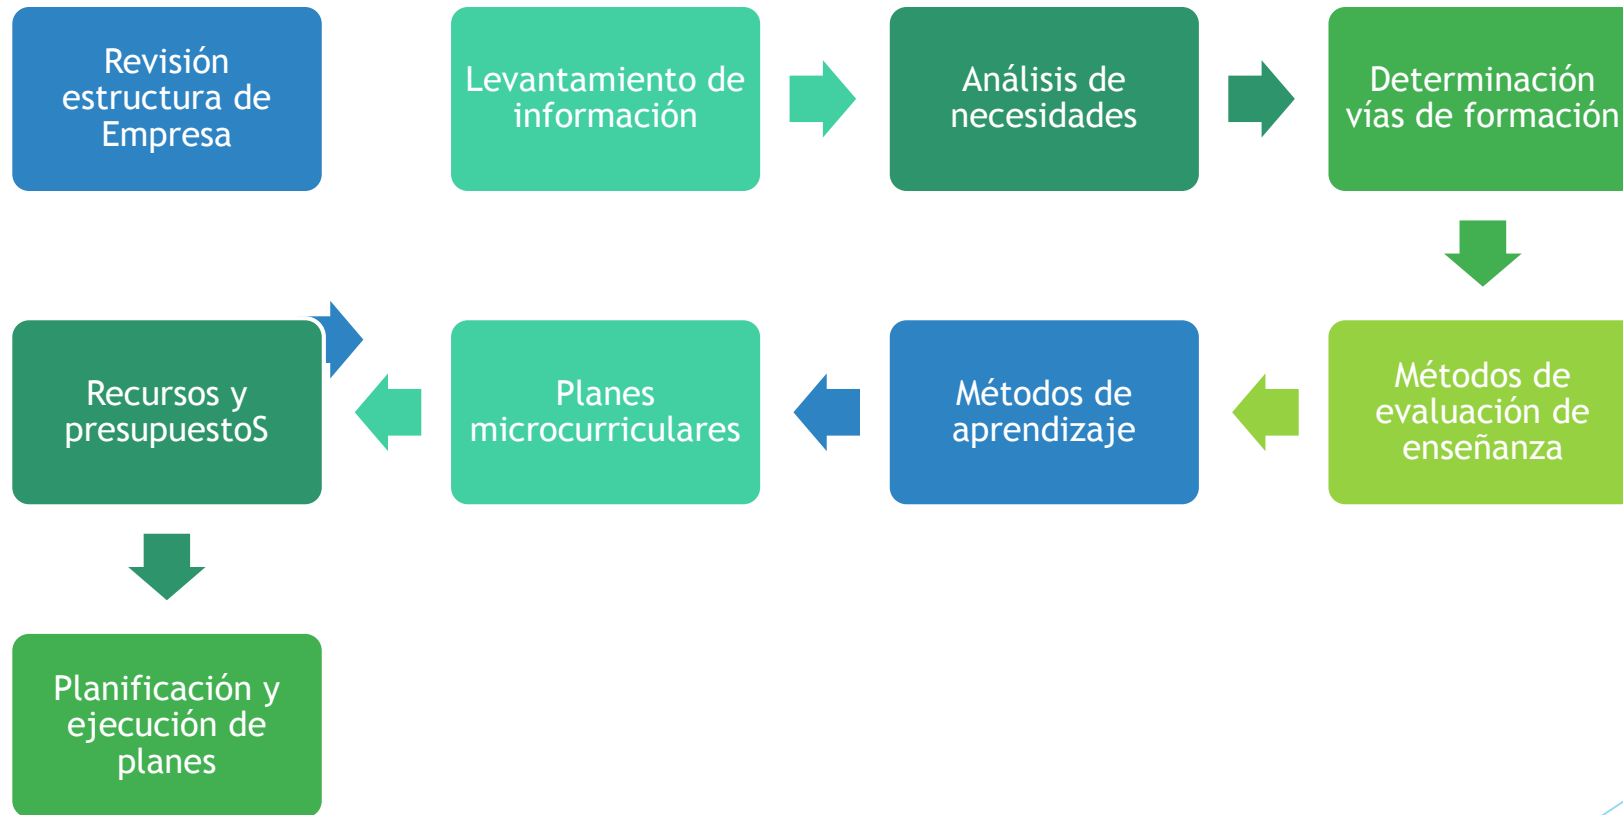 Revisión
estructura de
Empresa
Levantamiento de
información
Análisis de
necesidades
Determinación
vías de formación
Métodos de
evaluación de
enseñanza
Métodos de
aprendizaje
Planes
microcurriculares
Recursos y
presupuestoS
Planificación y
ejecución de
planes